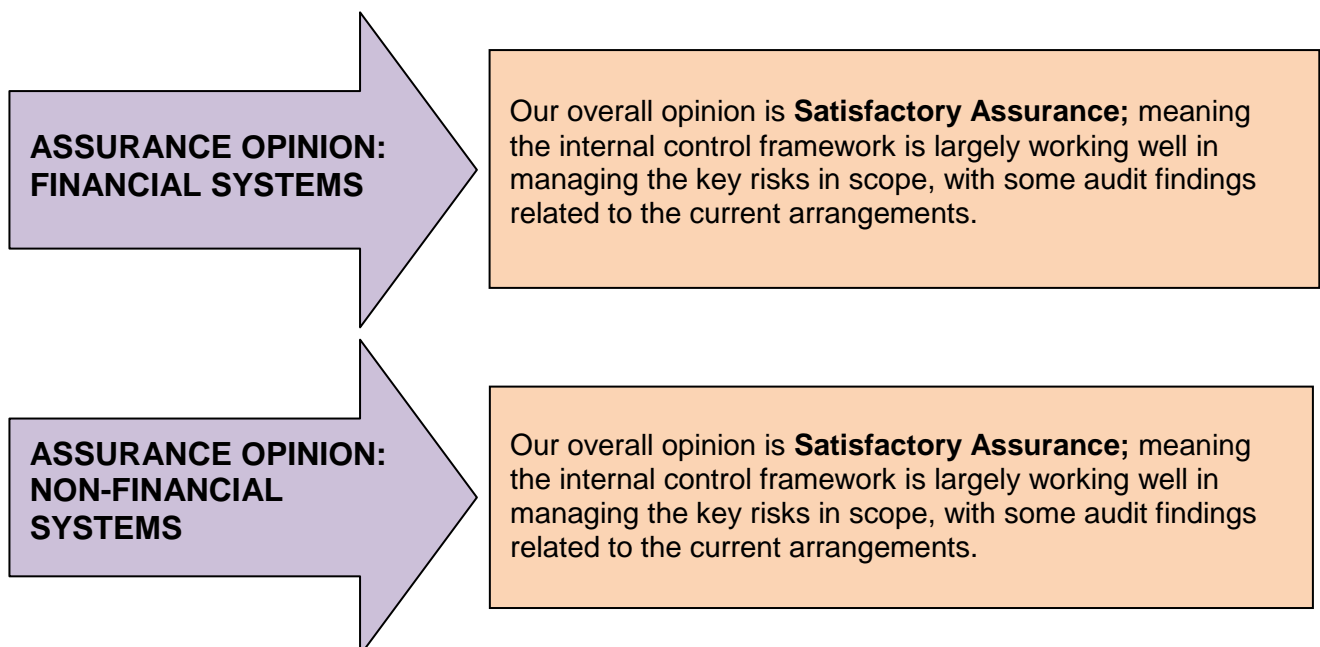 ASSURANCE OPINION:
FINANCIAL SYSTEMS
Our overall opinion is Satisfactory Assurance; meaning
the internal control framework is largely working well in
managing the key risks in scope, with some audit findings
related to the current arrangements.
ASSURANCE OPINION:
NON-FINANCIAL
SYSTEMS
Our overall opinion is Satisfactory Assurance; meaning
the internal control framework is largely working well in
managing the key risks in scope, with some audit findings
related to the current arrangements.